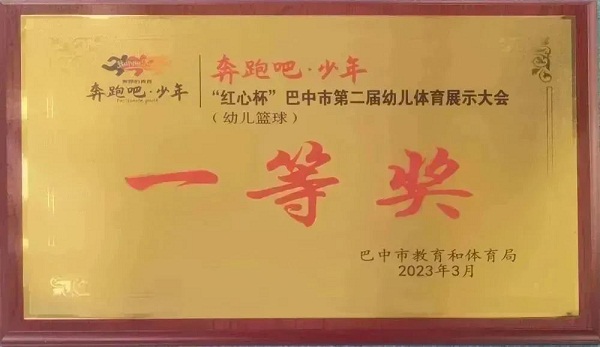 奔跑吧·少年
奔跑吧·少年
“红心杯”巴中市第二届幼儿体育展示大会
（幼儿篮球）
一等奖
巴中市教育和体育局
2023年3月